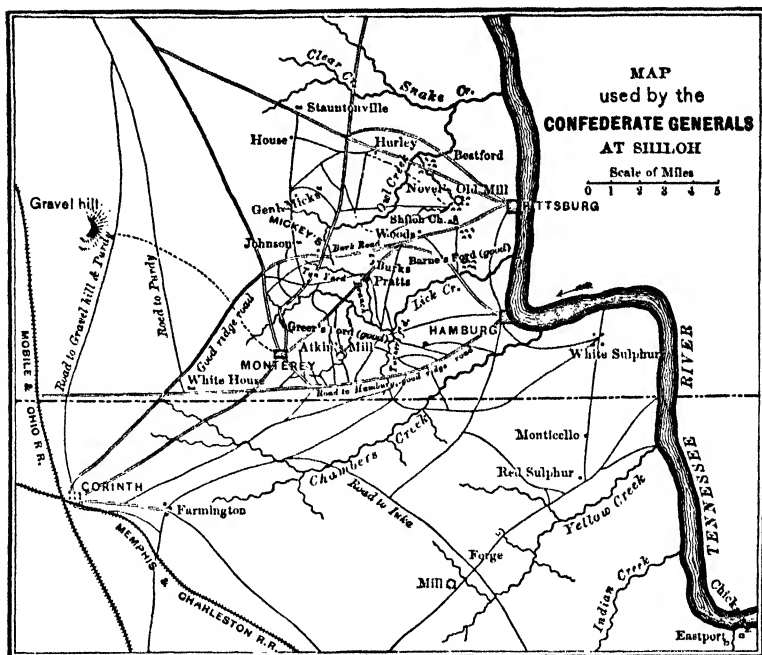 MAP
used by the
CONFEDERATE GENERALS
AT SHILOH
Scale of Miles
0 1 2 3 4 5
Clear Cr.
Snake Cr.
Stauntonville
House
Hurley
Bestford
Owl Creek
Nover's Old Mill
PITTSBURG
Gravel hill
Genl. Micks
Shiloh Ch.
MICKEY'S
Woods
Johnson
Bark Road
Barne's Ford (good)
Burks
Tan Yard
Pratts
Lick Cr.
Greer's Ford (good)
HAMBURG
Atkin's Mill
MONTEREY
White Sulphur
White House
Good ridge road
Road to Purdy
Road to Gravel hill & Purdy
Road to Hamburg, good ridge road
MOBILE & OHIO R.R.
RIVER
TENNESSEE
Monticello
Chambers Creek
Red Sulphur
CORINTH
Farmington
Road to Iuka
Yellow Creek
MEMPHIS & CHARLESTON R.R.
Forge
Mill
Indian Creek
Chick
Eastport